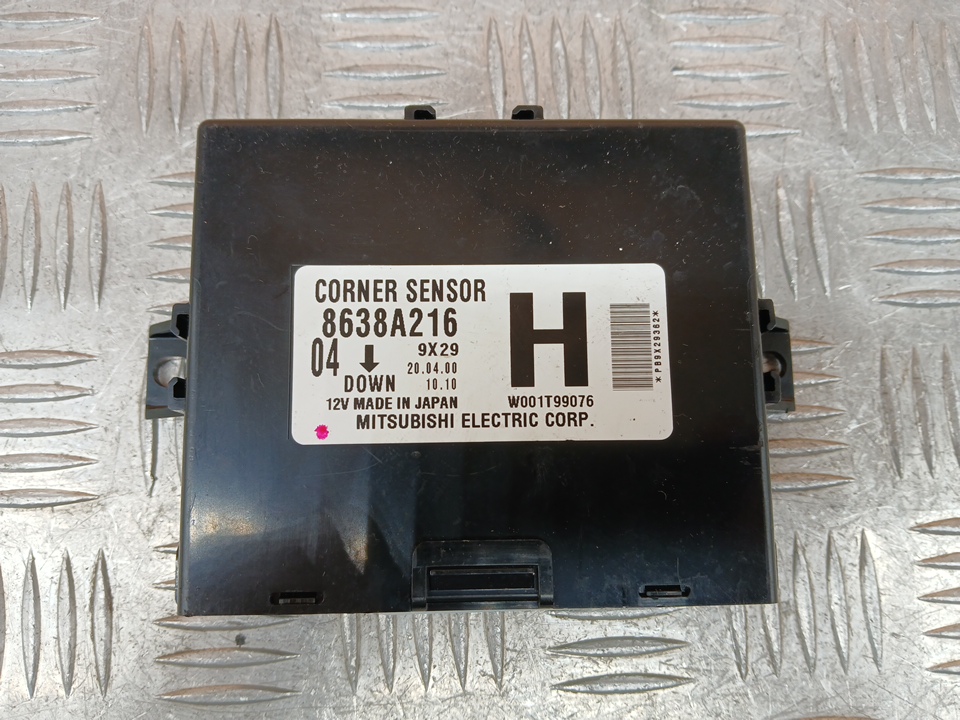 CORNER SENSOR
8638A216
H
04 ↓ 9X29
20.04.00
DOWN 10.10
12V MADE IN JAPAN
W001T99076
MITSUBISHI ELECTRIC CORP.
*PB9X29362*